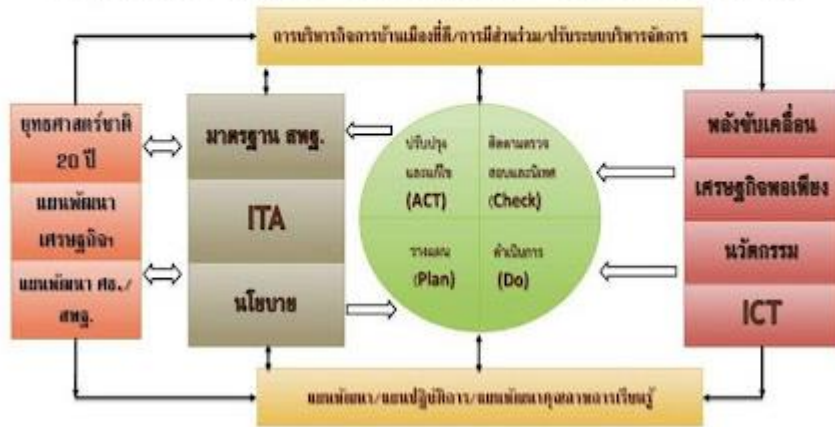 การบริหารกิจการบ้านเมืองที่ดี/การมีส่วนร่วม/ปรับระบบบริหารจัดการ
ยุทธศาสตร์ชาติ
20 ปี
แผนพัฒนา
เศรษฐกิจฯ
แผนพัฒนา ศธ./
สพฐ.
มาตรฐาน สพฐ.
ITA
นโยบาย
ปรับปรุง
และแก้ไข
(ACT)
ติดตามตรวจ
สอบและนิเทศ
(Check)
วางแผน
(Plan)
ดำเนินการ
(Do)
พลังขับเคลื่อน
เศรษฐกิจพอเพียง
นวัตกรรม
ICT
แผนพัฒนา/แผนปฏิบัติการ/แผนพัฒนาคุณภาพการเรียนรู้